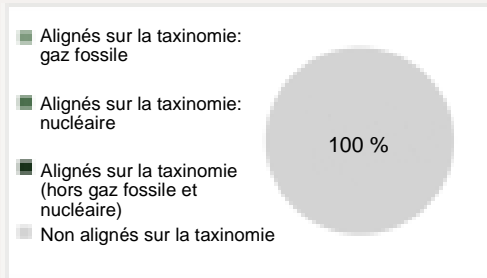 Alignés sur la taxinomie:
gaz fossile
Alignés sur la taxinomie:
nucléaire
Alignés sur la taxinomie
(hors gaz fossile et
nucléaire)
Non alignés sur la taxinomie
100 %